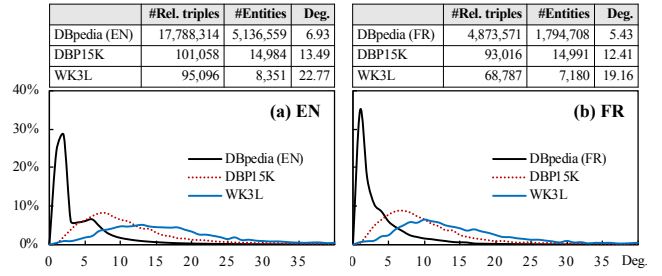 #Rel. triples #Entities Deg.
DBpedia (EN) 17,788,314 5,136,559 6.93
DBP15K 101,058 14,984 13.49
WK3L 95,096 8,351 22.77
#Rel. triples #Entities Deg.
DBpedia (FR) 4,873,571 1,794,708 5.43
DBP15K 93,016 14,991 12.41
WK3L 68,787 7,180 19.16
40%
30%
20%
10%
0%
(a) EN
DBpedia (EN)
DBP15K
WK3L
0 5 10 15 20 25 30 35
(b) FR
DBpedia (FR)
DBP15K
WK3L
0 5 10 15 20 25 30 35 Deg.